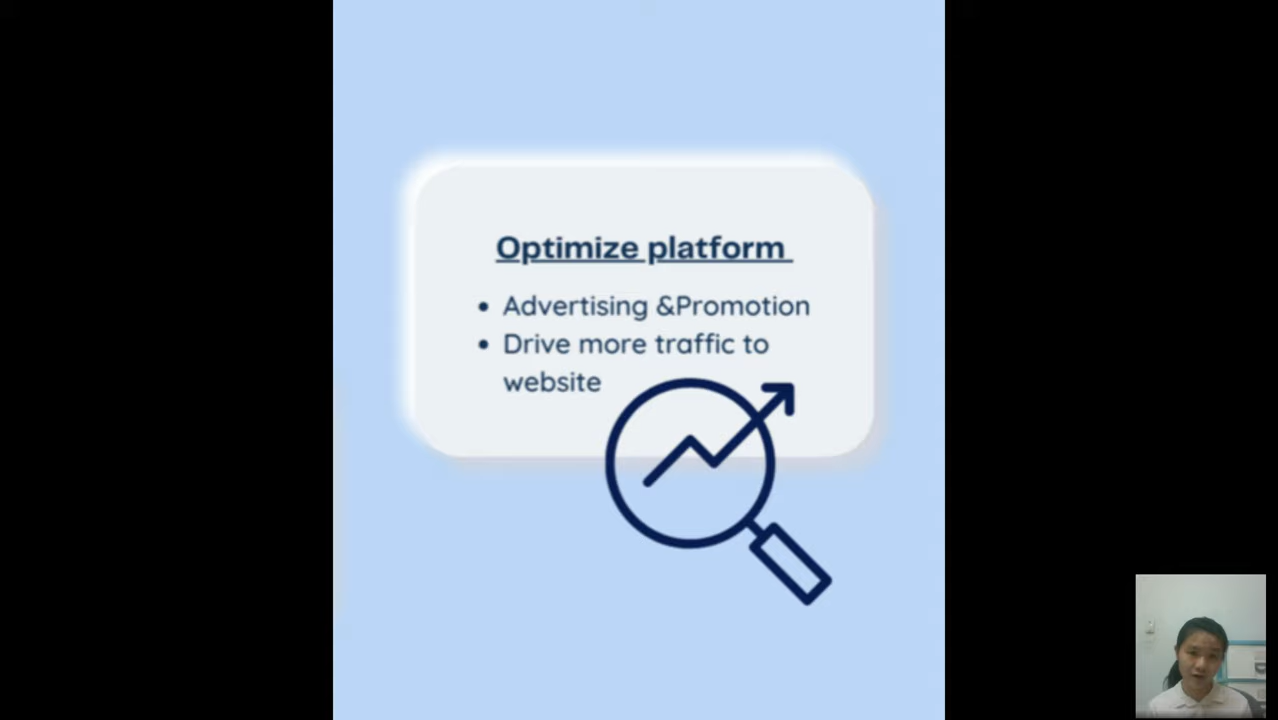 Optimize platform
Advertising &Promotion
Drive more traffic to
website